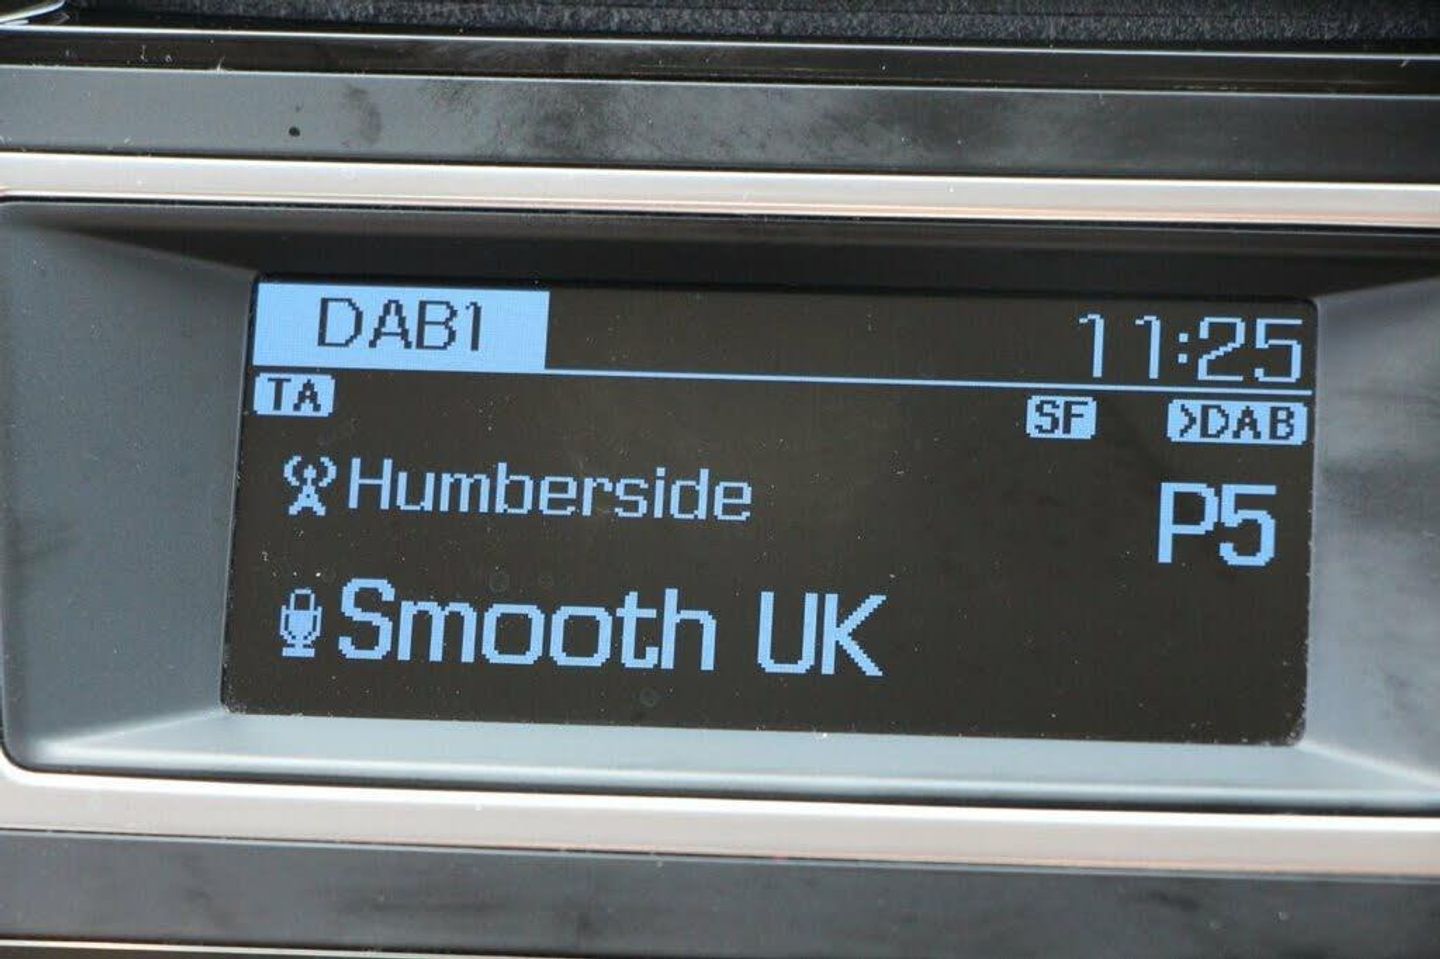 DAB1 11:25
TA SF >DAB
Humberside P5
Smooth UK